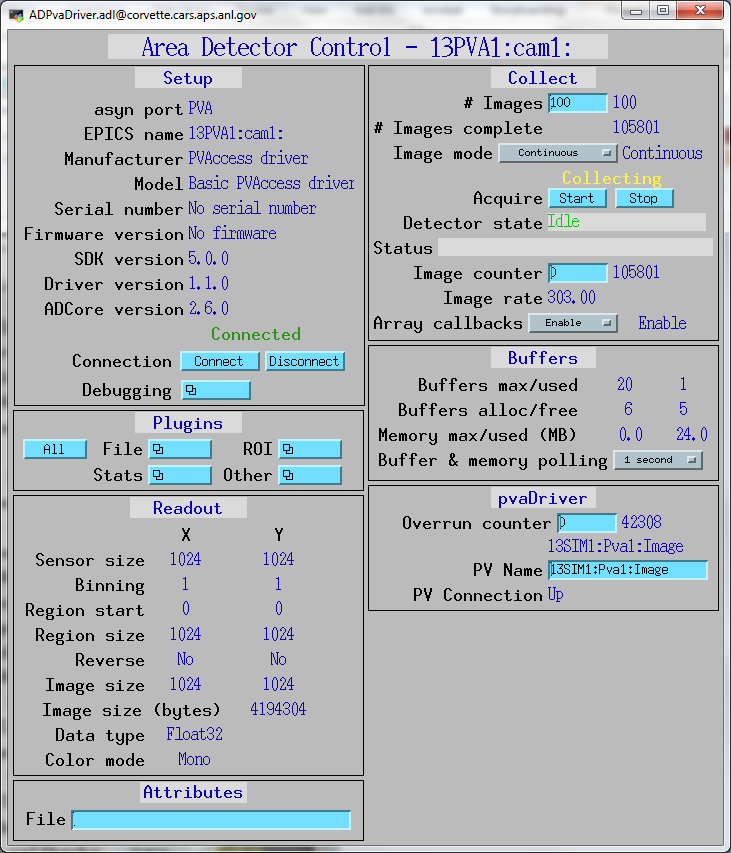 ADPvaDriver.adl@corvette.cars.aps.anl.gov
Area Detector Control - 13PVA1:cam1:
Setup
asyn port PVA
EPICS name 13PVA1:cam1:
Manufacturer PVAccess driver
Model Basic PVAccess driver
Serial number No serial number
Firmware version No firmware
SDK version 5.0.0
Driver version 1.1.0
ADCore version 2.6.0
Connected
Connection Connect Disconnect
Debugging
Plugins
All File ROI
Stats Other
Readout
X Y
Sensor size 1024 1024
Binning 1 1
Region start 0 0
Region size 1024 1024
Reverse No No
Image size 1024 1024
Image size (bytes) 4194304
Data type Float32
Color mode Mono
Attributes
File
Collect
# Images 100 100
# Images complete 105801
Image mode Continuous Continuous
Collecting
Acquire Start Stop
Detector state Idle
Status
Image counter 0 105801
Image rate 303.00
Array callbacks Enable Enable
Buffers
Buffers max/used 20 1
Buffers alloc/free 6 5
Memory max/used (MB) 0.0 24.0
Buffer & memory polling 1 second
pvaDriver
Overrun counter 0 42308
13SIM1:Pva1:Image
PV Name 13SIM1:Pva1:Image
PV Connection Up